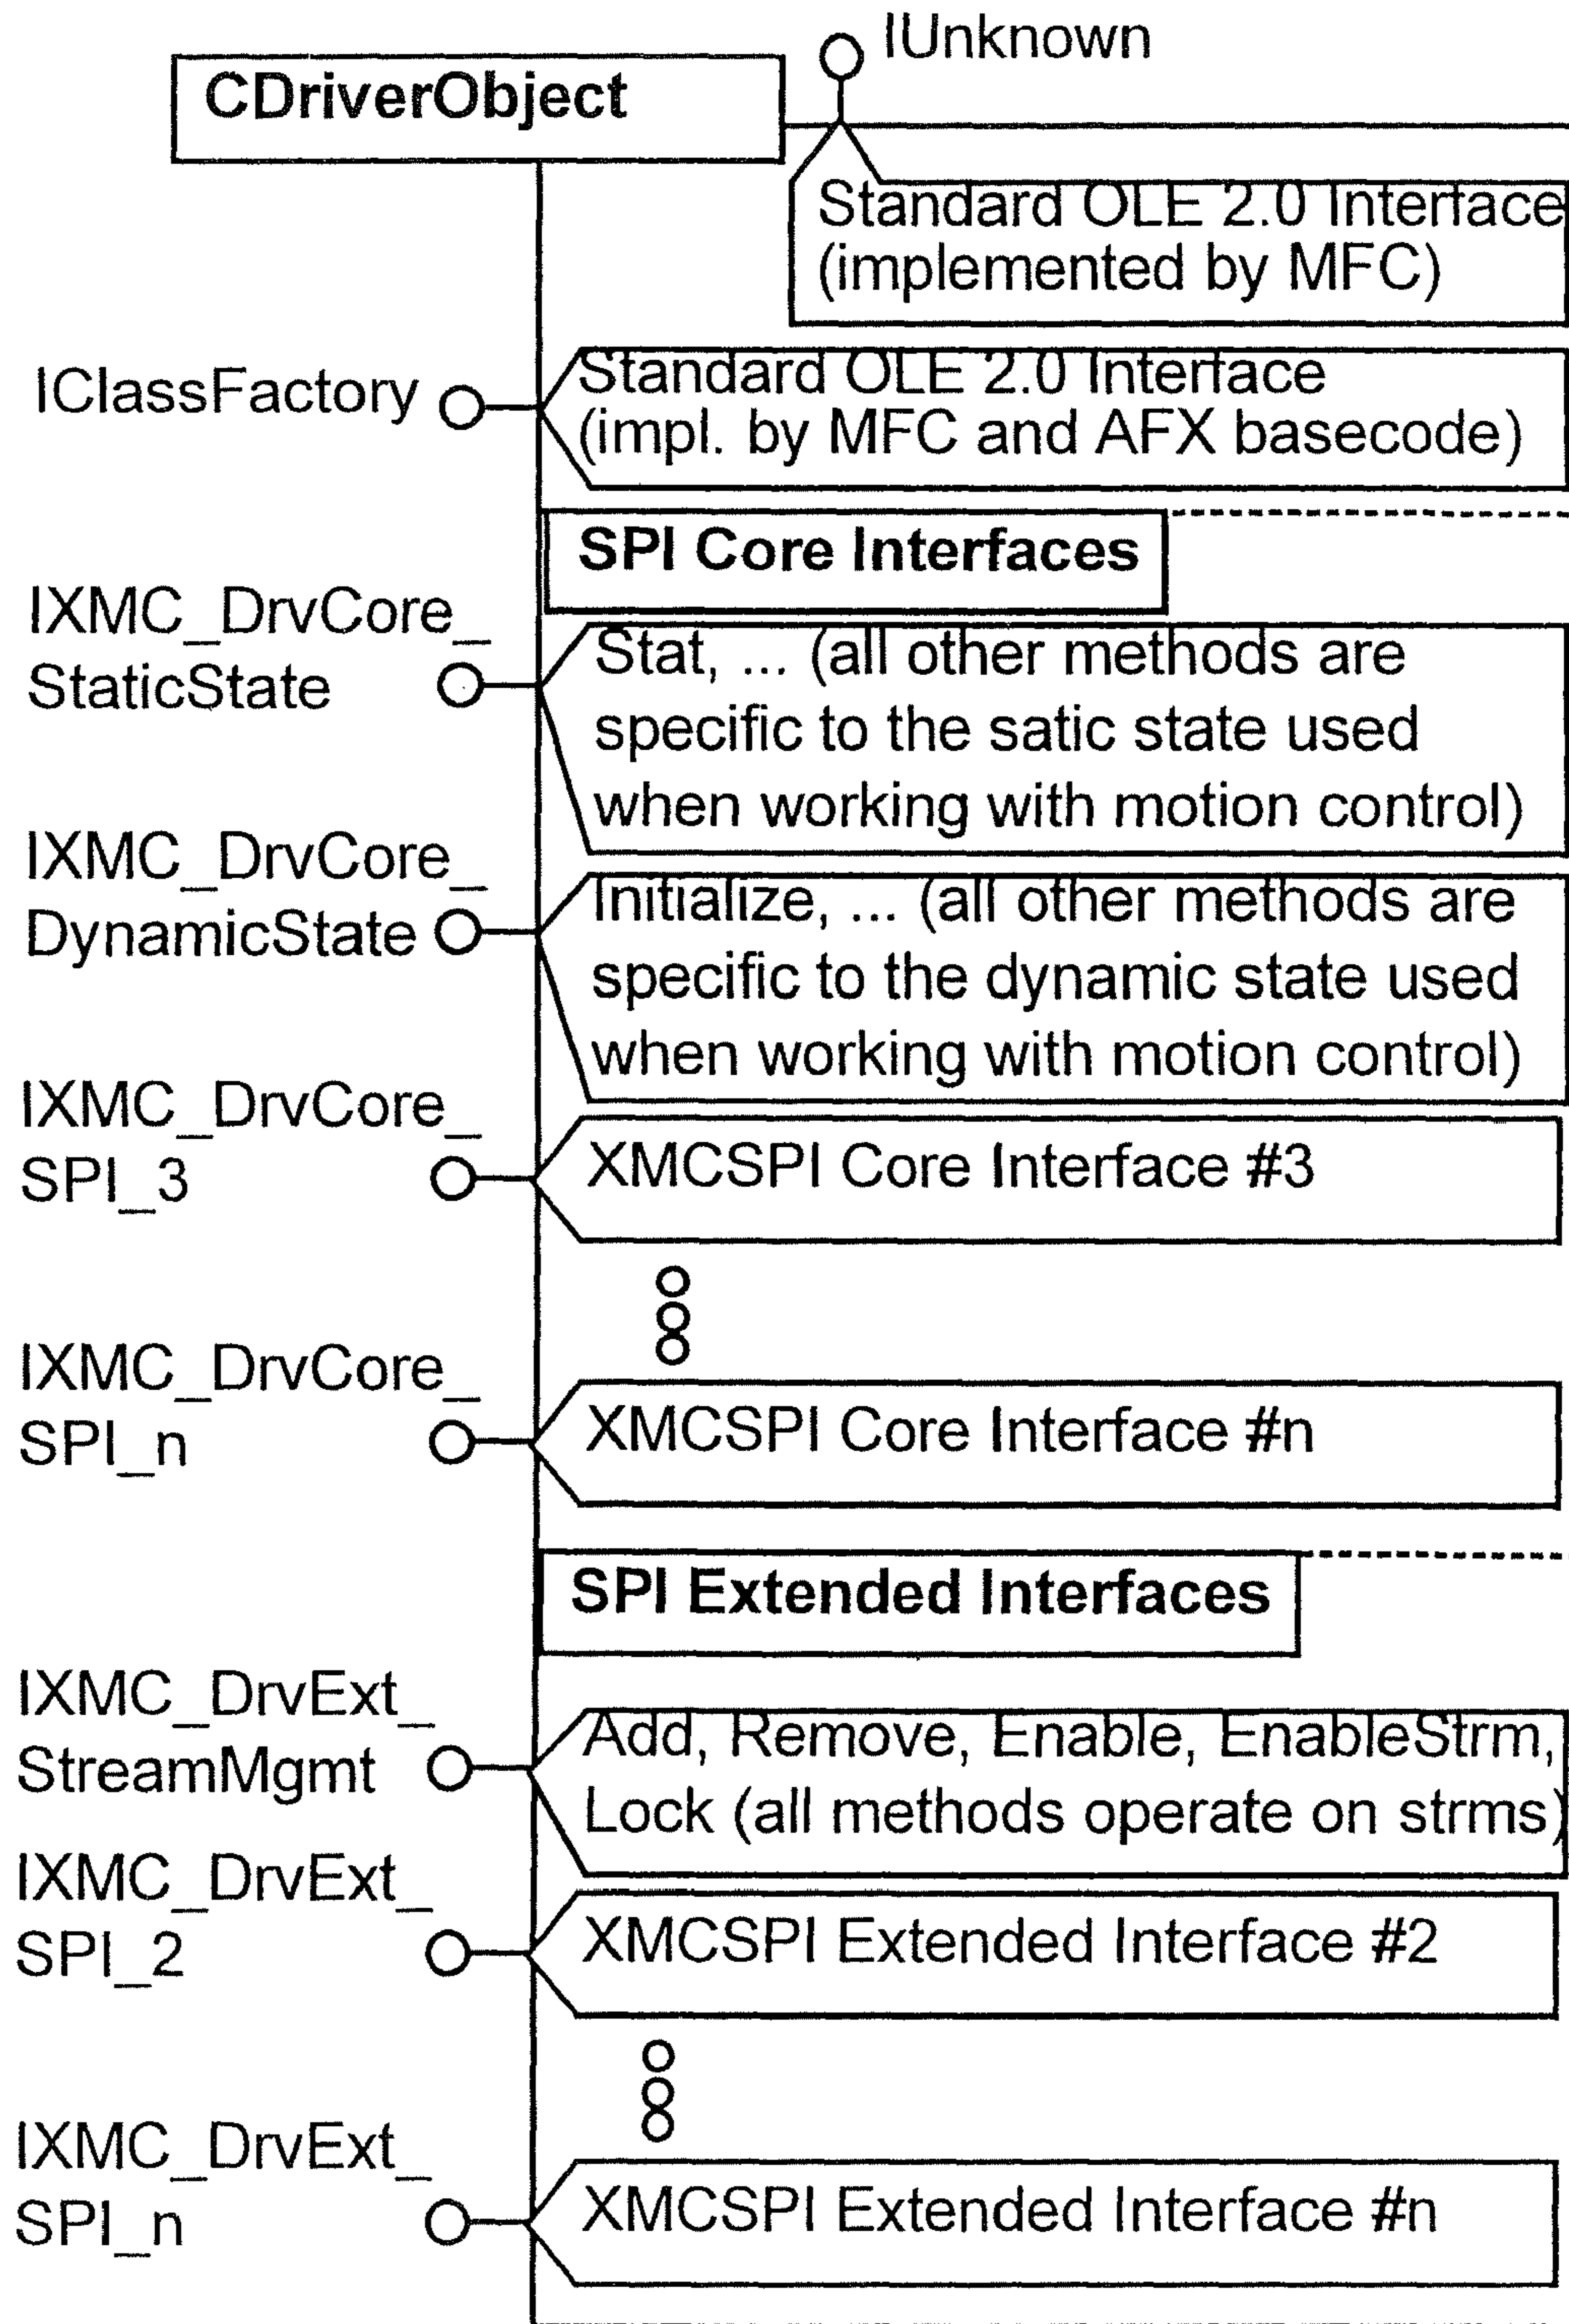 IUnknown
CDriverObject
Standard OLE 2.0 Interface
(implemented by MFC)
IClassFactory
Standard OLE 2.0 Interface
(impl. by MFC and AFX basecode)
SPI Core Interfaces
IXMC_DrvCore_
StaticState
Stat, ... (all other methods are
specific to the satic state used
when working with motion control)
IXMC_DrvCore_
DynamicState
Initialize, ... (all other methods are
specific to the dynamic state used
when working with motion control)
IXMC_DrvCore_
SPI_3
XMCSPI Core Interface #3
IXMC_DrvCore_
SPI_n
XMCSPI Core Interface #n
SPI Extended Interfaces
IXMC_DrvExt_
StreamMgmt
Add, Remove, Enable, EnableStrm,
Lock (all methods operate on strms)
IXMC_DrvExt_
SPI_2
XMCSPI Extended Interface #2
IXMC_DrvExt_
SPI_n
XMCSPI Extended Interface #n